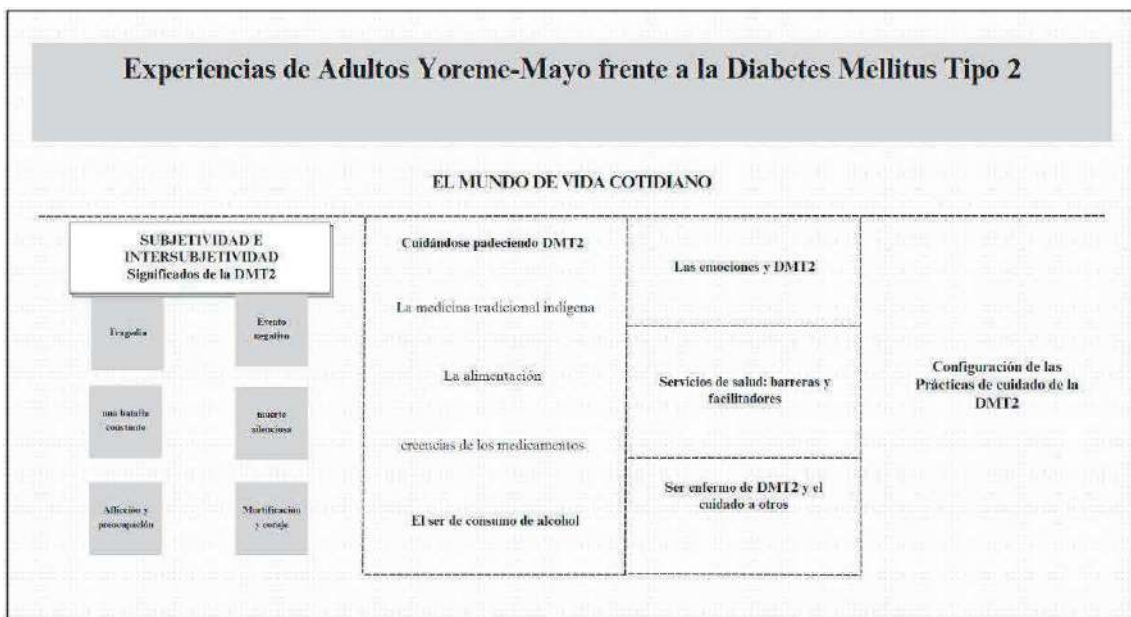 Experiencias de Adultos Yoreme-Mayo frente a la Diabetes Mellitus Tipo 2
EL MUNDO DE VIDA COTIDIANO
SUBJETIVIDAD E
INTERSUBJETIVIDAD
Significados de la DMT2
Tragedia
Evento
negativo
una batalla
constante
muerte
silenciosa
Aflicción y
preocupación
Mortificación
y coraje
Cuidándose padeciendo DMT2
La medicina tradicional indígena
La alimentación
creencias de los medicamentos
El ser de consumo de alcohol
Las emociones y DMT2
Servicios de salud: barreras y
facilitadores
Ser enfermo de DMT2 y el
cuidado a otros
Configuración de las
Prácticas de cuidado de la
DMT2